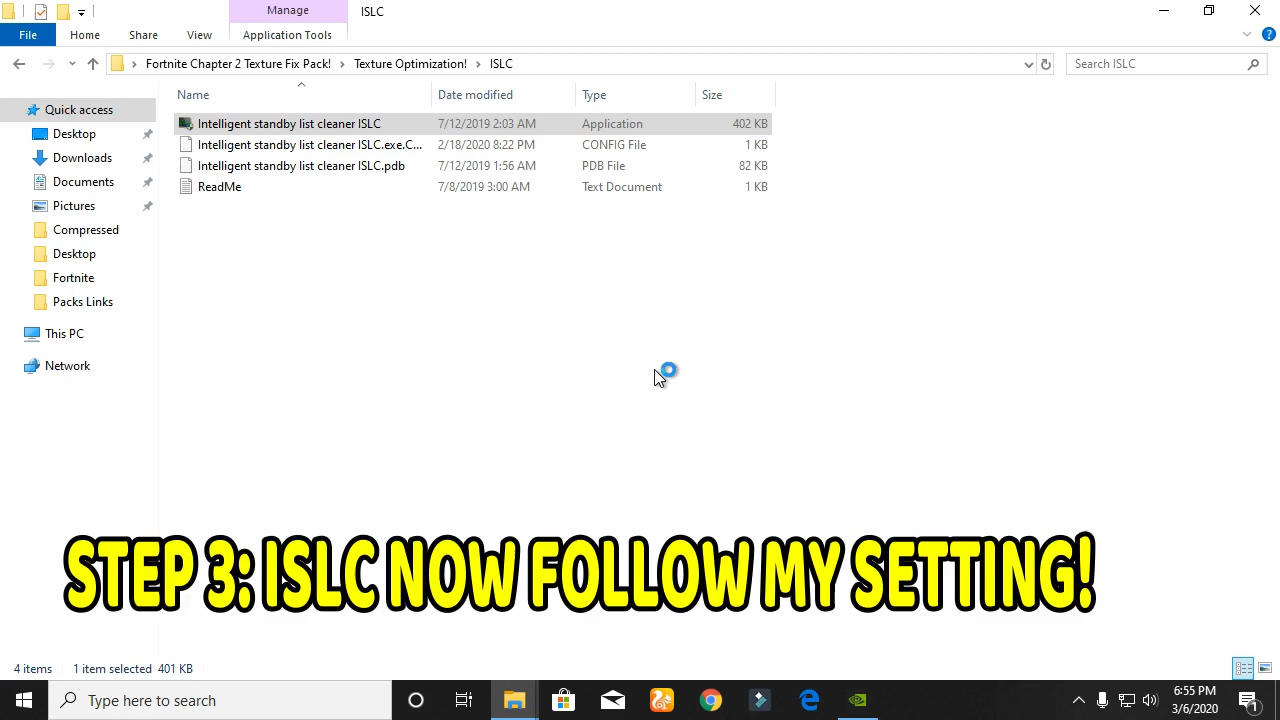 Manage
ISLC
File
Home
Share
View
Application Tools
Fortnite Chapter 2 Texture Fix Pack! > Texture Optimization! > ISLC
Search ISLC
Name
Date modified
Type
Size
Quick access
Desktop
Downloads
Documents
Pictures
Compressed
Desktop
Fortnite
Packs Links
This PC
Network
Intelligent standby list cleaner ISLC 7/12/2019 2:03 AM Application 402 KB
Intelligent standby list cleaner ISLC.exe.C... 2/18/2020 8:22 PM CONFIG File 1 KB
Intelligent standby list cleaner ISLC.pdb 7/12/2019 1:56 AM PDB File 82 KB
ReadMe 7/8/2019 3:00 AM Text Document 1 KB
STEP 3: ISLC NOW FOLLOW MY SETTING!
4 items 1 item selected 401 KB
Type here to search
6:55 PM
3/6/2020
1